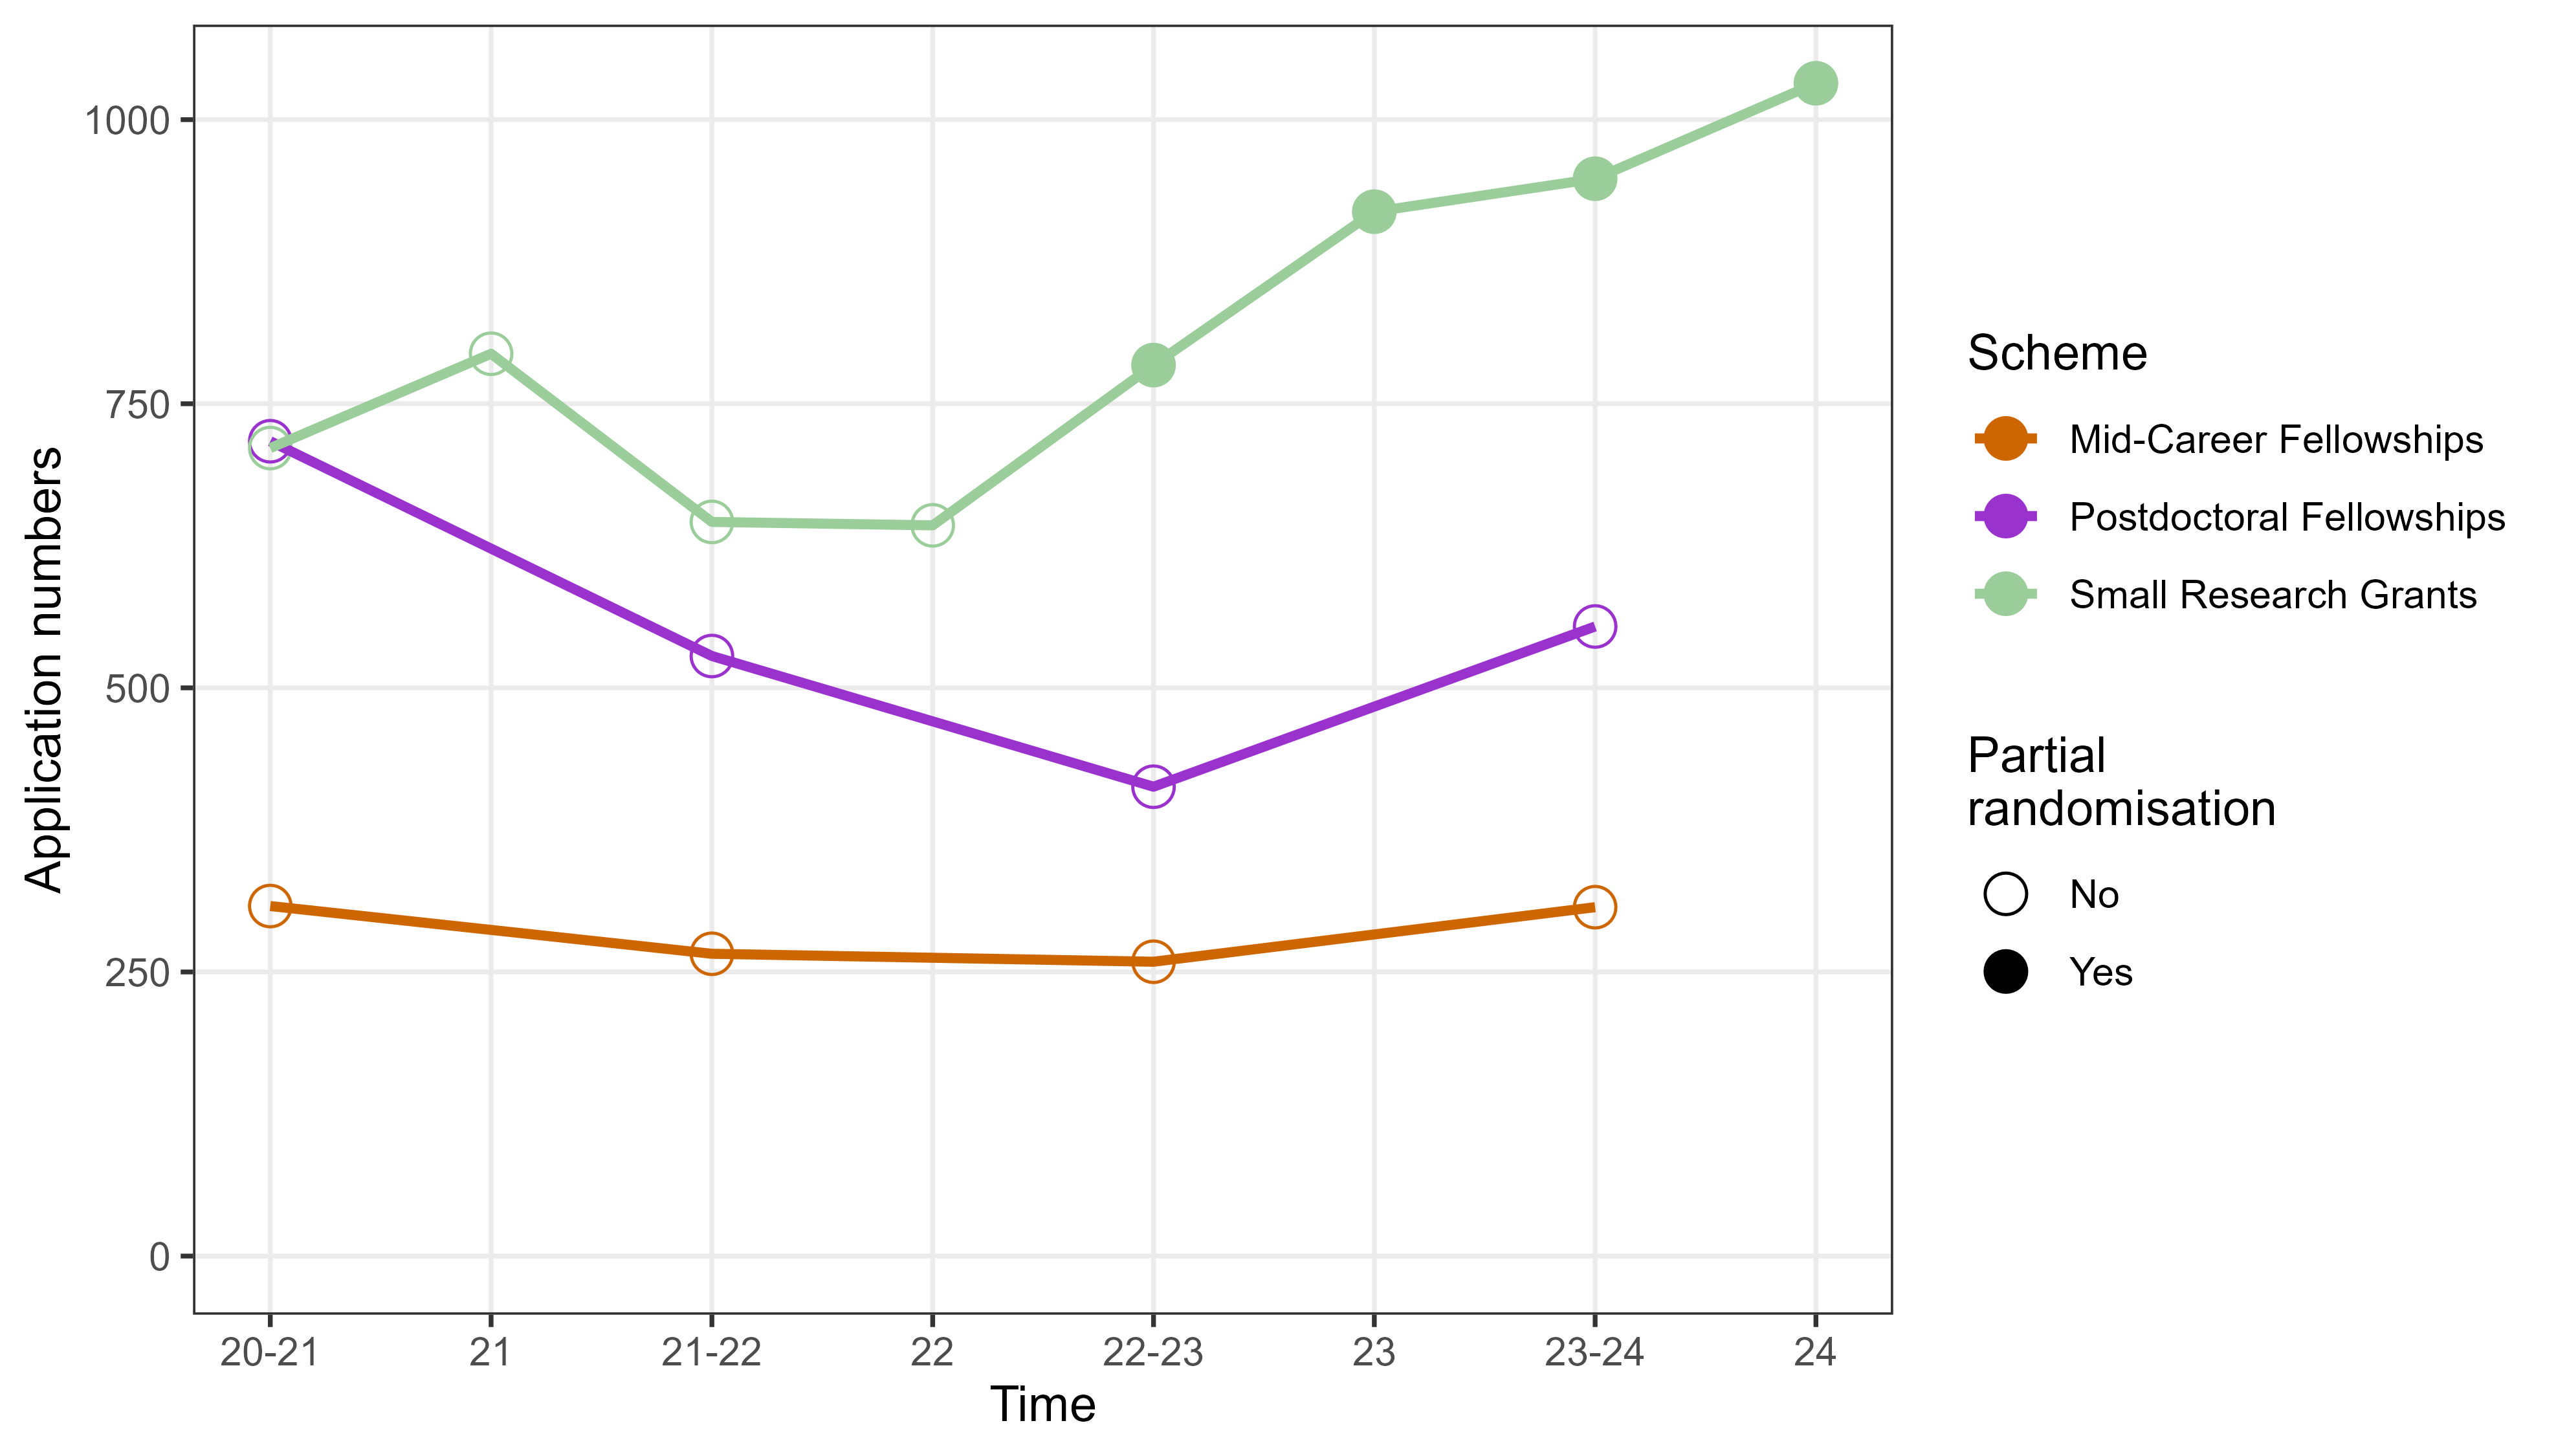 Application numbers
1000
750
500
250
0
20-21 21 21-22 22 22-23 23 23-24 24
Time
Scheme
Mid-Career Fellowships
Postdoctoral Fellowships
Small Research Grants
Partial
randomisation
No
Yes